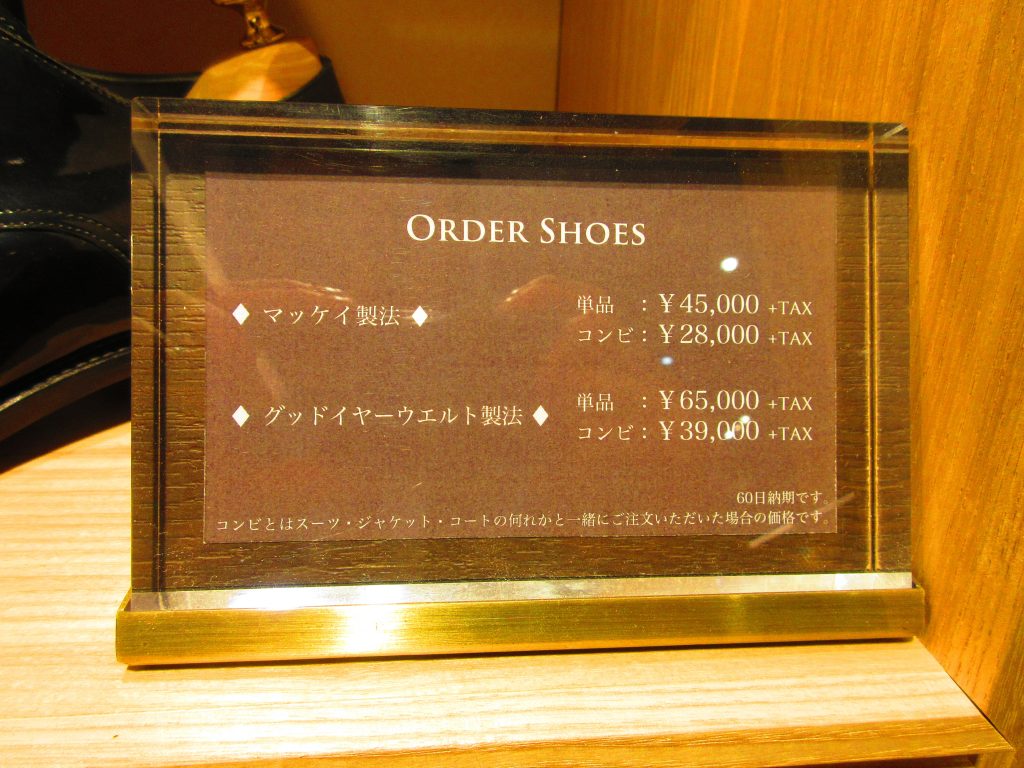 ORDER SHOES
♦ マッケイ製法 ♦ 単品 : ¥45,000 +TAX
コンビ : ¥28,000 +TAX
♦ グッドイヤーウエルト製法 ♦ 単品 : ¥65,000 +TAX
コンビ : ¥39,000 +TAX
60日納期です。
コンビとはスーツ・ジャケット・コートの何れかと一緒にご注文いただいた場合の価格です。